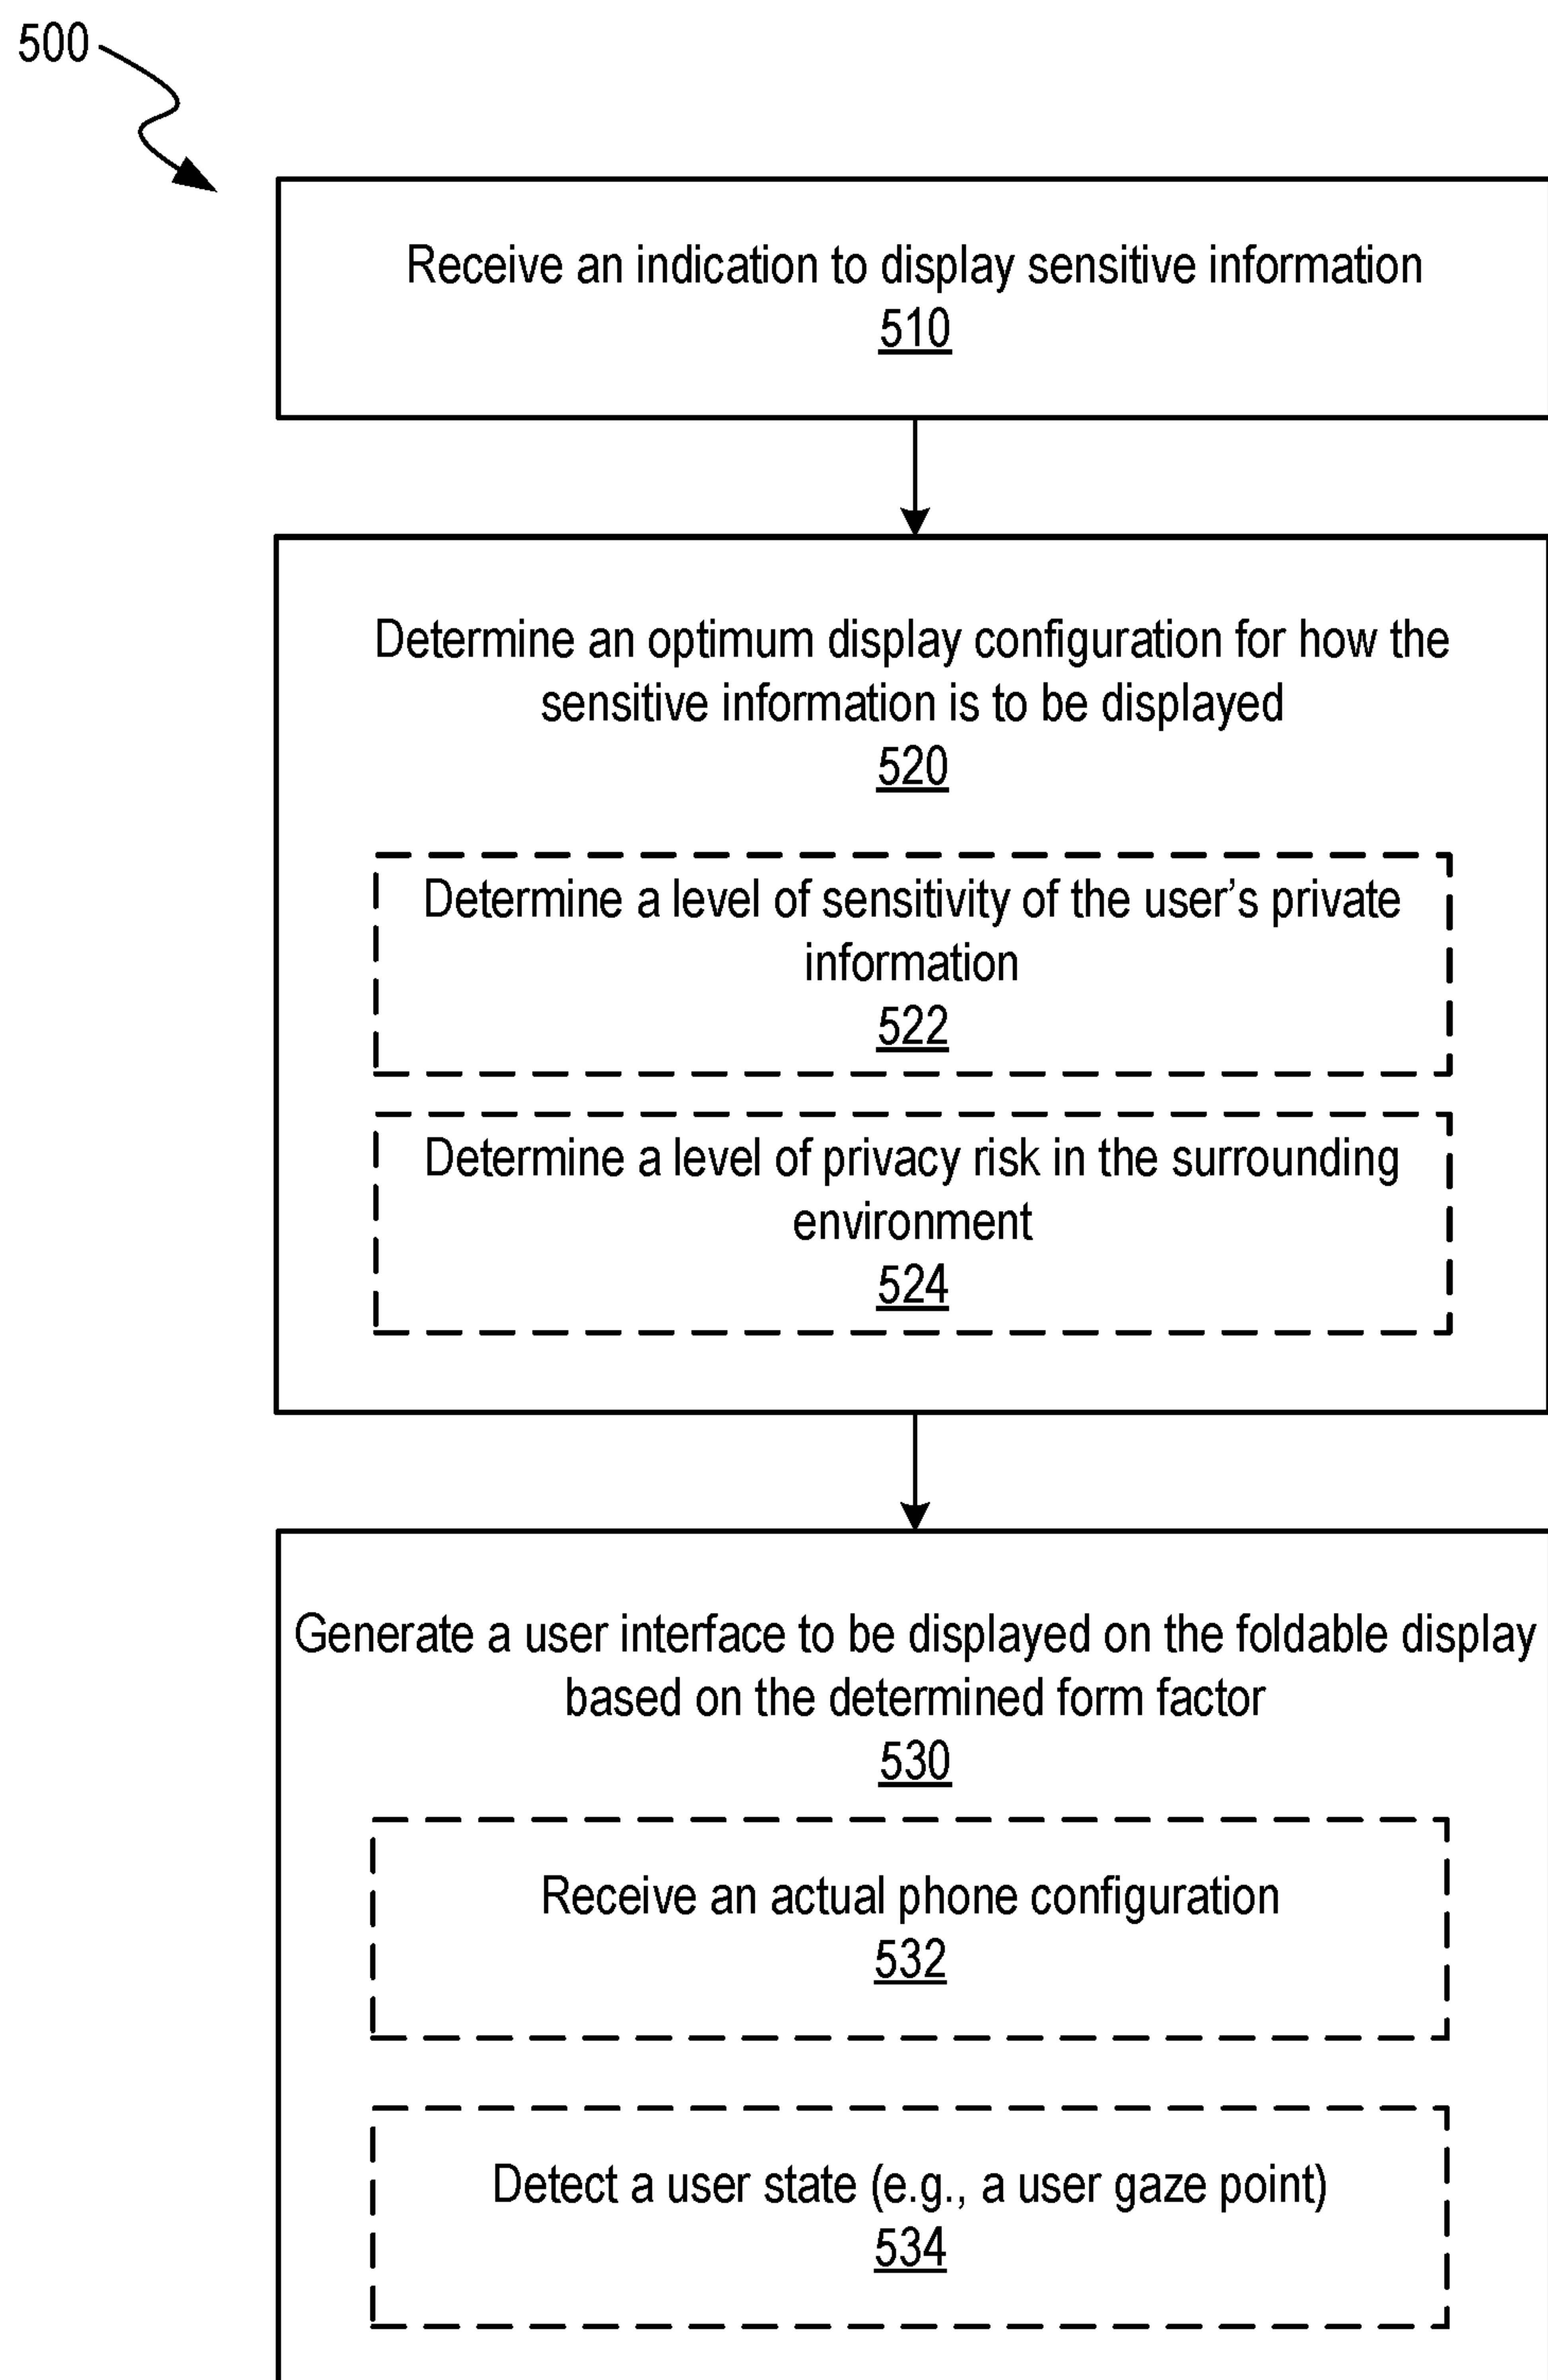 500
Receive an indication to display sensitive information
510
Determine an optimum display configuration for how the
sensitive information is to be displayed
520
Determine a level of sensitivity of the user's private
information
522
Determine a level of privacy risk in the surrounding
environment
524
Generate a user interface to be displayed on the foldable display
based on the determined form factor
530
Receive an actual phone configuration
532
Detect a user state (e.g., a user gaze point)
534